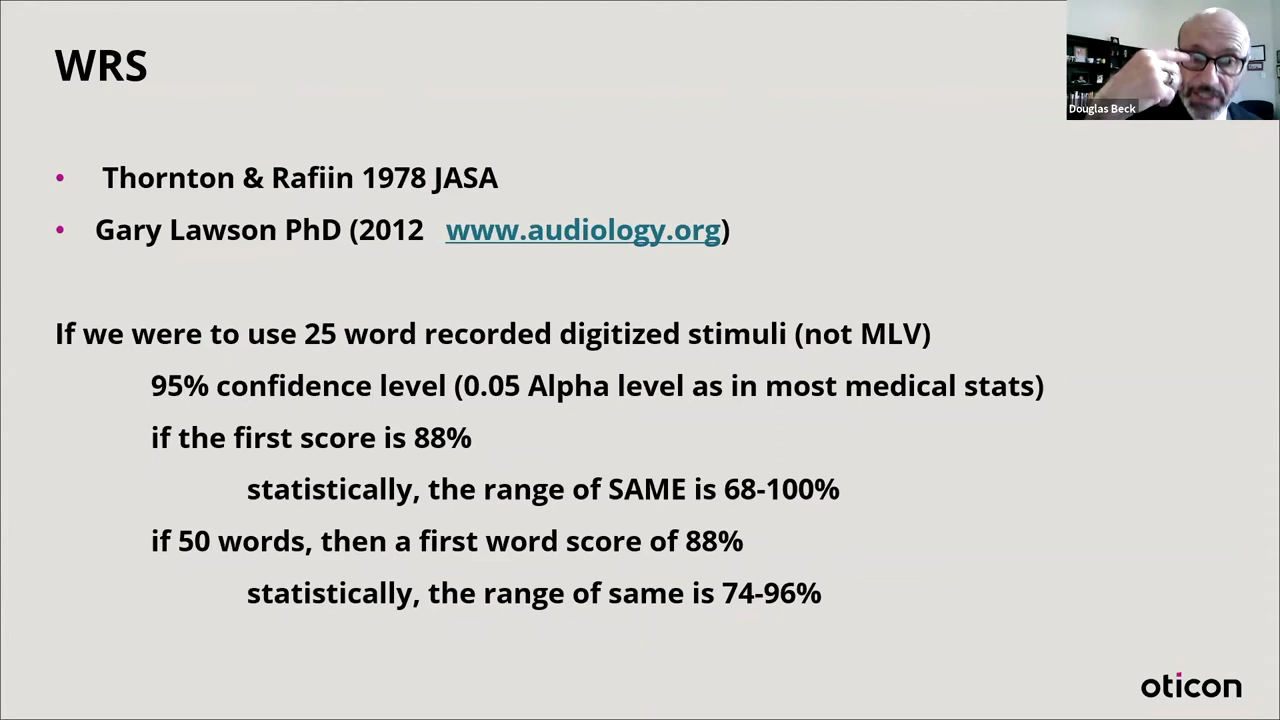 WRS
Douglas Beck
• Thornton & Rafiin 1978 JASA
• Gary Lawson PhD (2012 www.audiology.org)
If we were to use 25 word recorded digitized stimuli (not MLV)
95% confidence level (0.05 Alpha level as in most medical stats)
if the first score is 88%
statistically, the range of SAME is 68-100%
if 50 words, then a first word score of 88%
statistically, the range of same is 74-96%
oticon